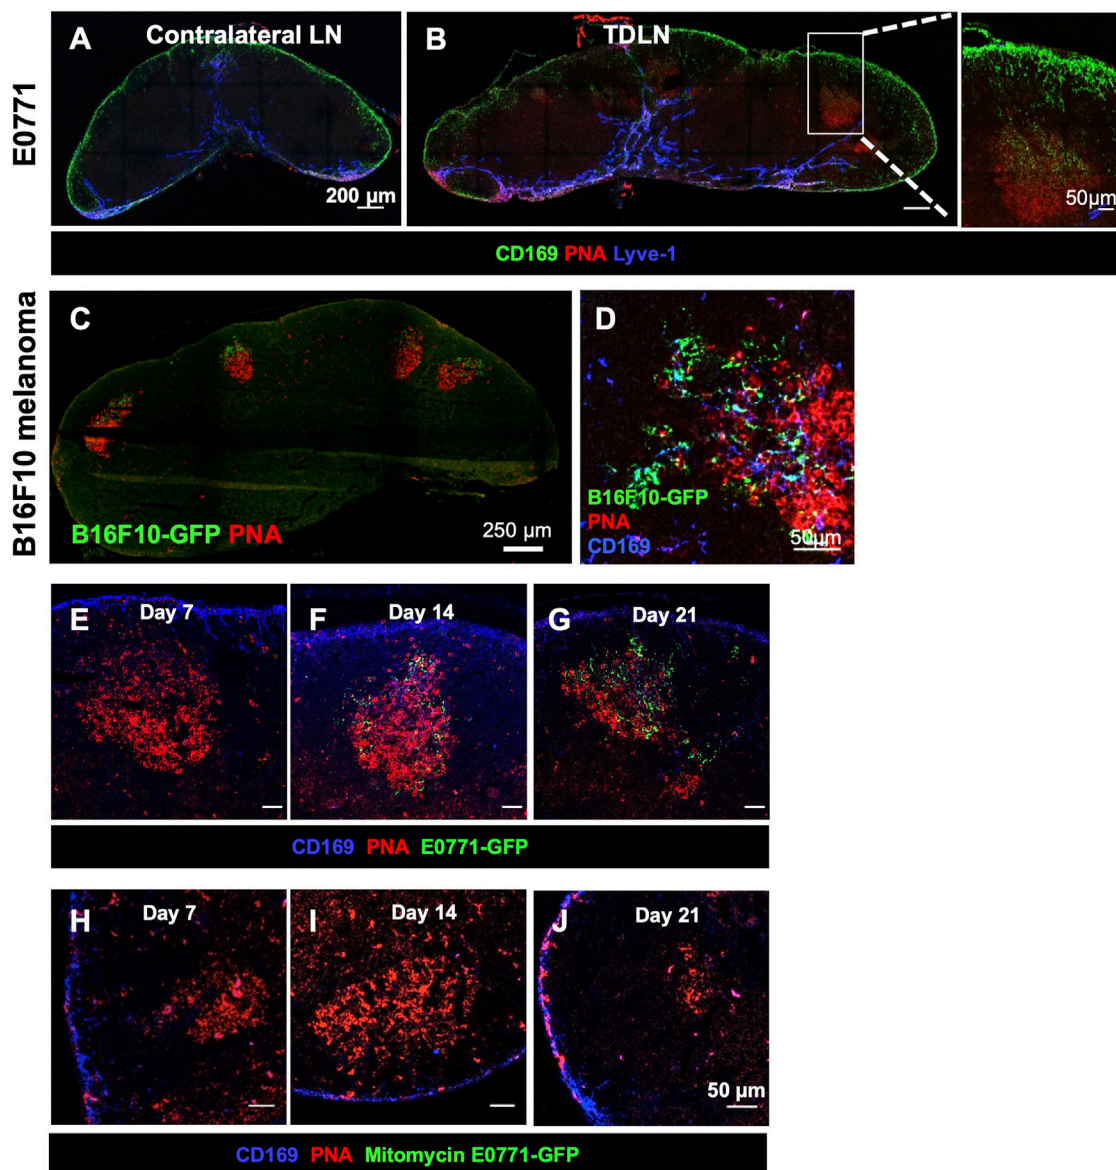 E0771
A Contralateral LN
200 µm
B TDLN
50µm
CD169 PNA Lyve-1
B16F10 melanoma
C
B16F10-GFP PNA
250 µm
D
B16F10-GFP
PNA
CD169
50µm
E Day 7
F Day 14
G Day 21
CD169 PNA E0771-GFP
H Day 7
I Day 14
J Day 21
50 µm
CD169 PNA Mitomycin E0771-GFP